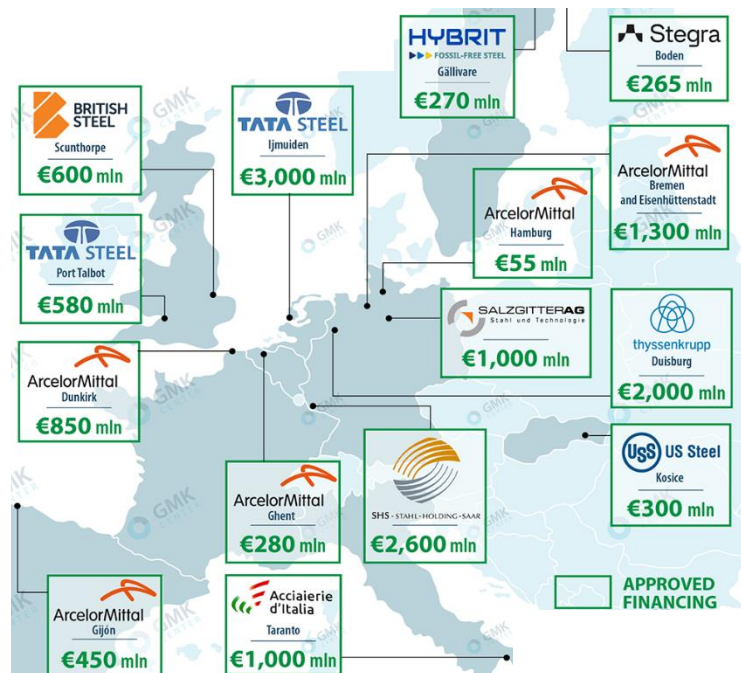 HYBRIT
FOSSIL-FREE STEEL
Gällivare
€270 mln
Stegra
Boden
€265 mln
BRITISH
STEEL
Scunthorpe
€600 mln
TATA STEEL
Ijmuiden
€3,000 mln
ArcelorMittal
Bremen
and Eisenhüttenstadt
€1,300 mln
ArcelorMittal
Hamburg
€55 mln
TATA STEEL
Port Talbot
€580 mln
SALZGITTERAG
Stahl und Technologie
€1,000 mln
thyssenkrupp
Duisburg
€2,000 mln
ArcelorMittal
Dunkirk
€850 mln
ArcelorMittal
Ghent
€280 mln
SHS - STAHL-HOLDING-SAAR
€2,600 mln
USS US Steel
Kosice
€300 mln
ArcelorMittal
Gijón
€450 mln
Acciaierie
d'Italia
Taranto
€1,000 mln
APPROVED
FINANCING
GMK
CENTER